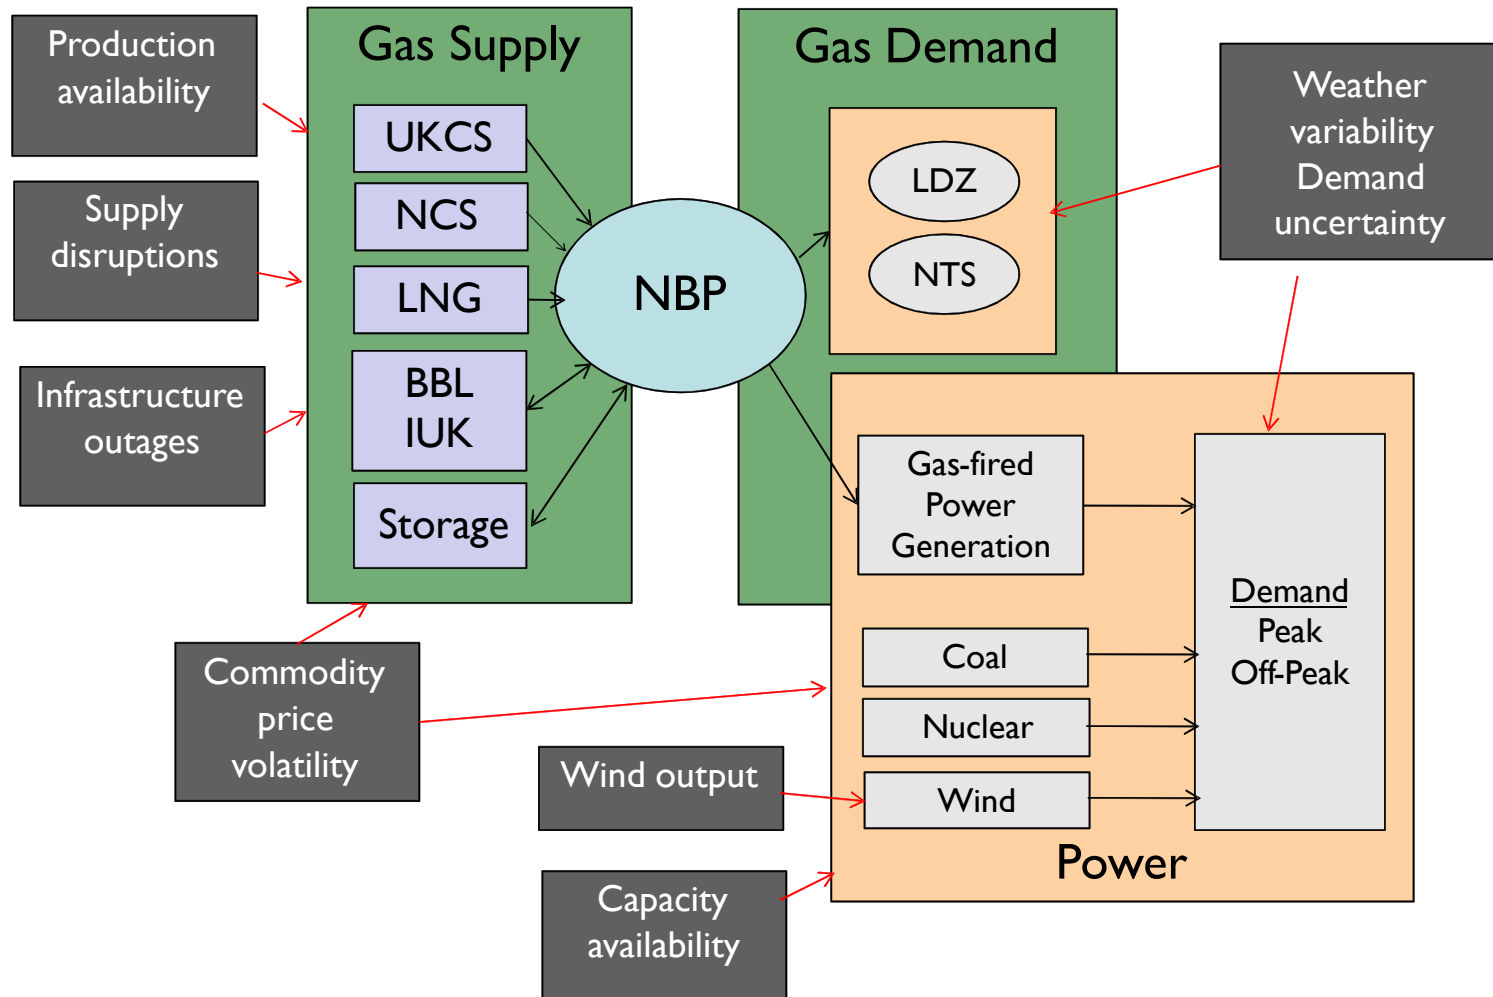 Production
availability
Supply
disruptions
Infrastructure
outages
Gas Supply
UKCS
NCS
LNG
BBL
IUK
Storage
NBP
Gas Demand
LDZ
NTS
Weather
variability
Demand
uncertainty
Gas-fired
Power
Generation
Coal
Nuclear
Wind
Demand
Peak
Off-Peak
Power
Commodity
price
volatility
Wind output
Capacity
availability